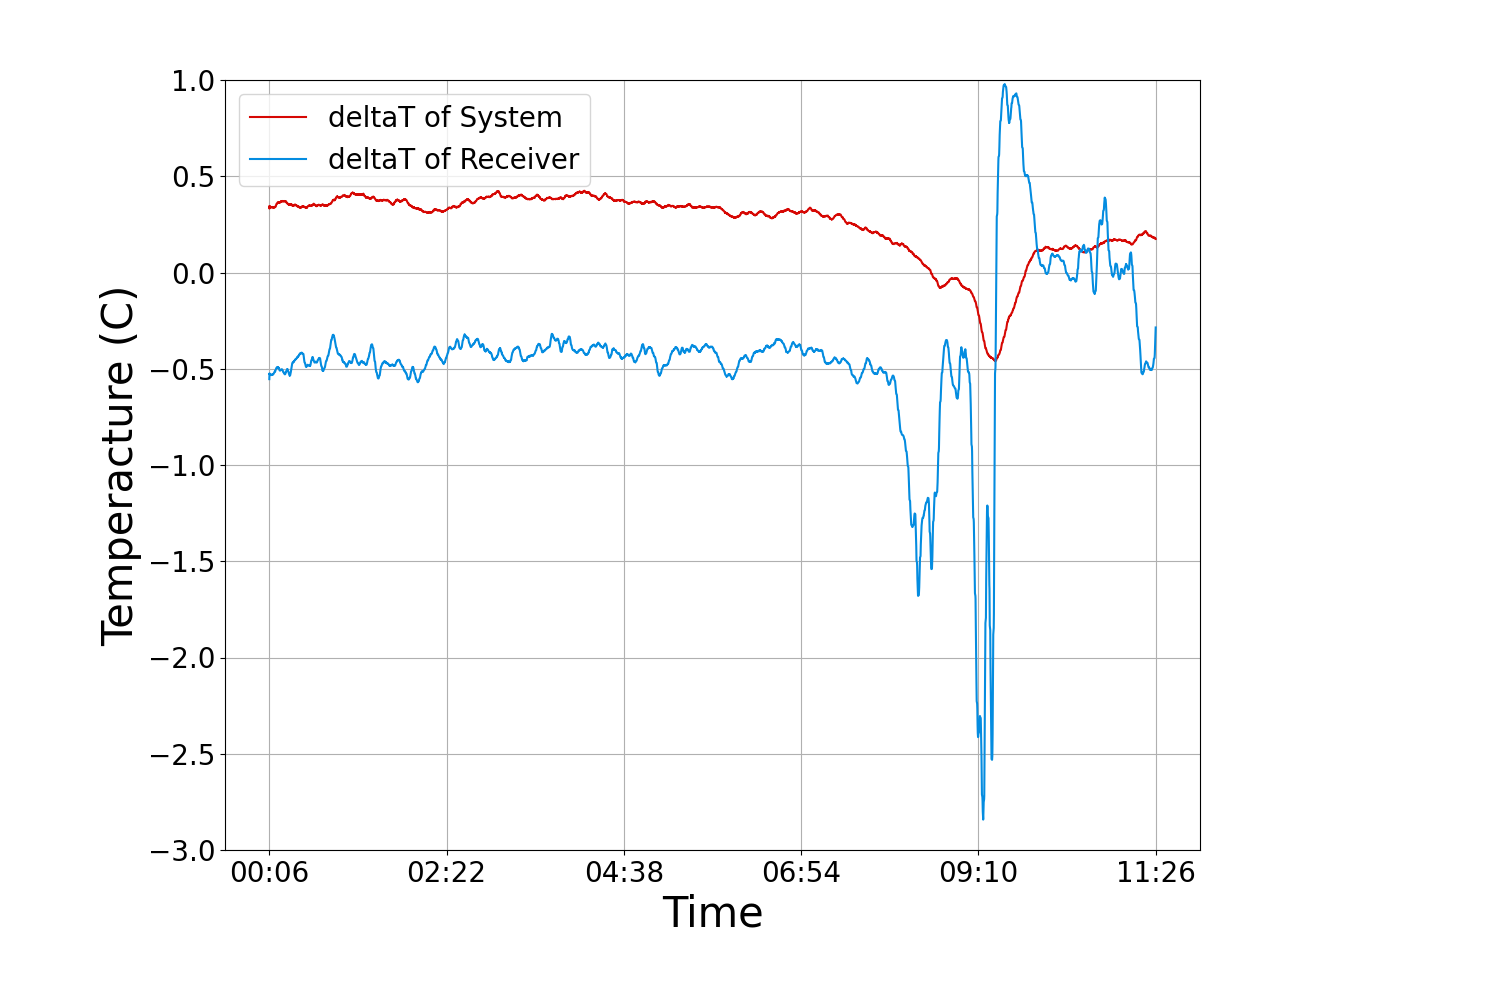 1.0
deltaT of System
deltaT of Receiver
0.5
0.0
−0.5
−1.0
−1.5
−2.0
−2.5
−3.0
Temperacture (C)
00:06 02:22 04:38 06:54 09:10 11:26
Time